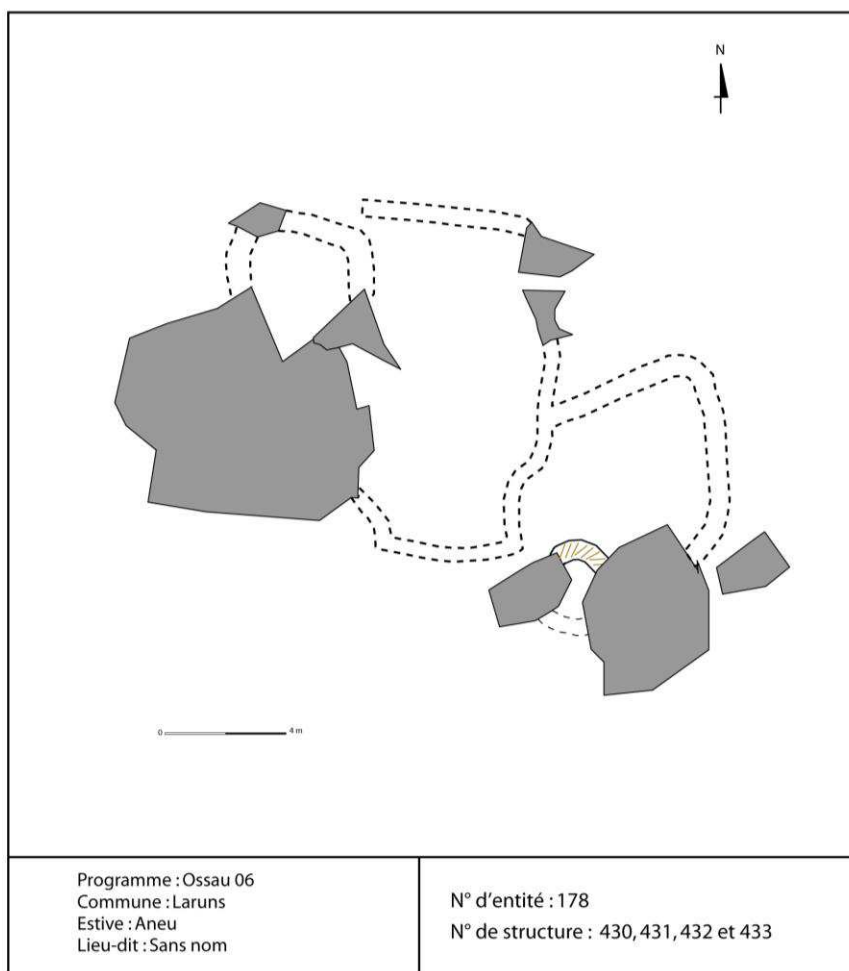 N
0
4 m
Programme : Ossau 06
Commune : Laruns
Estive : Aneu
Lieu-dit : Sans nom
N° d'entité : 178
N° de structure : 430, 431, 432 et 433